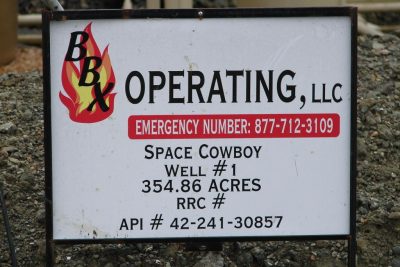 BBX
OPERATING, LLC
EMERGENCY NUMBER: 877-712-3109
SPACE COWBOY
WELL #1
354.86 ACRES
RRC #
API # 42-241-30857